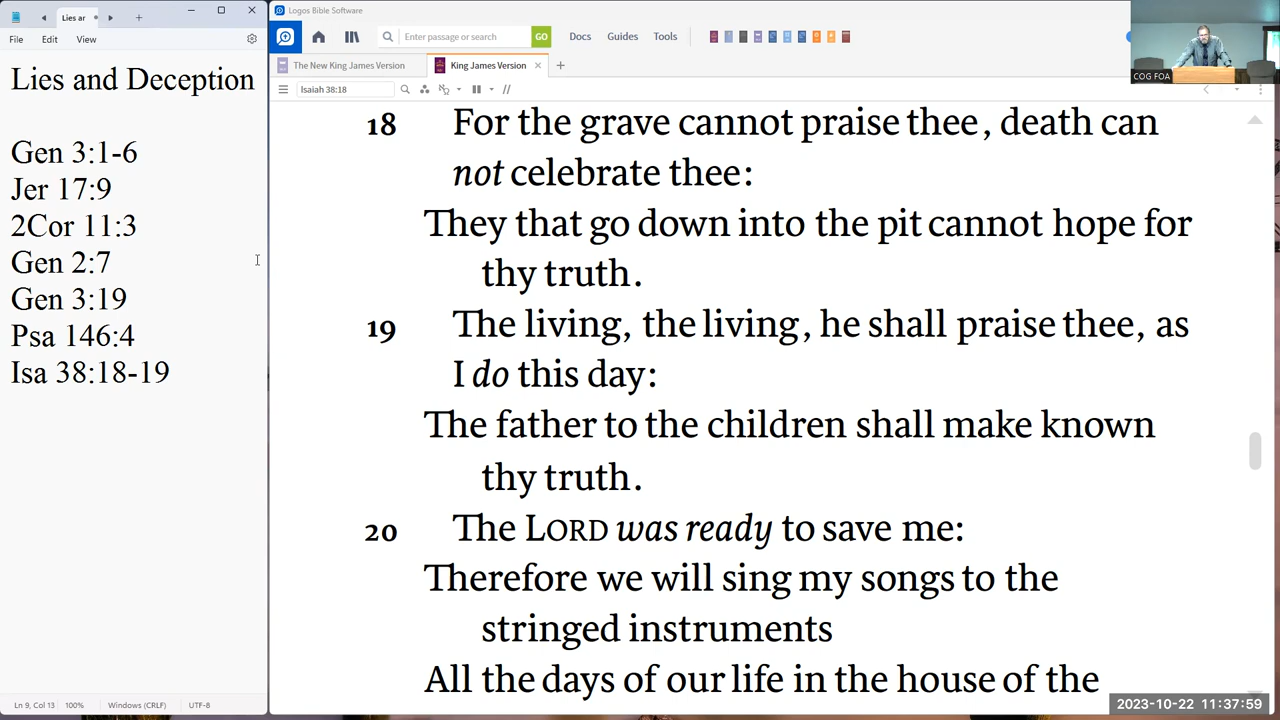 Lies ar
File Edit View
Lies and Deception
Gen 3:1-6
Jer 17:9
2Cor 11:3
Gen 2:7
Gen 3:19
Psa 146:4
Isa 38:18-19
Ln 9, Col 13 100% Windows (CRLF) UTF-8
Logos Bible Software
Enter passage or search GO Docs Guides Tools
The New King James Version King James Version
Isaiah 38:18
COG FOA
18 For the grave cannot praise thee, death can
not celebrate thee:
They that go down into the pit cannot hope for
thy truth.
19 The living, the living, he shall praise thee, as
I do this day:
The father to the children shall make known
thy truth.
20 The LORD was ready to save me:
Therefore we will sing my songs to the
stringed instruments
All the days of our life in the house of the
2023-10-22 11:37:59